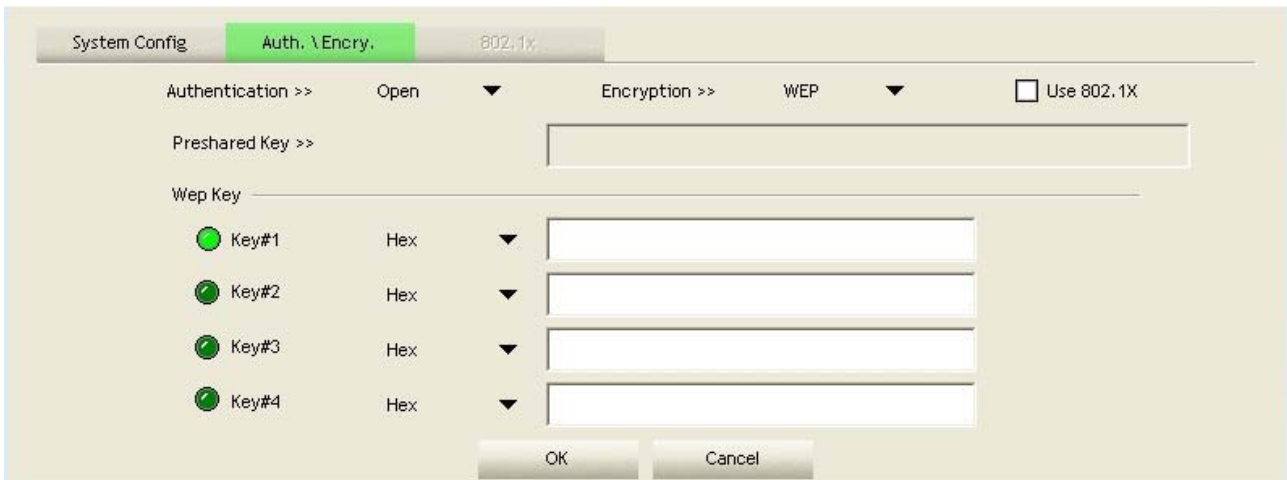 System Config Auth. \ Encry. 802.1x
Authentication >> Open Encryption >> WEP Use 802.1X
Preshared Key >>
Wep Key
Key#1 Hex
Key#2 Hex
Key#3 Hex
Key#4 Hex
OK Cancel